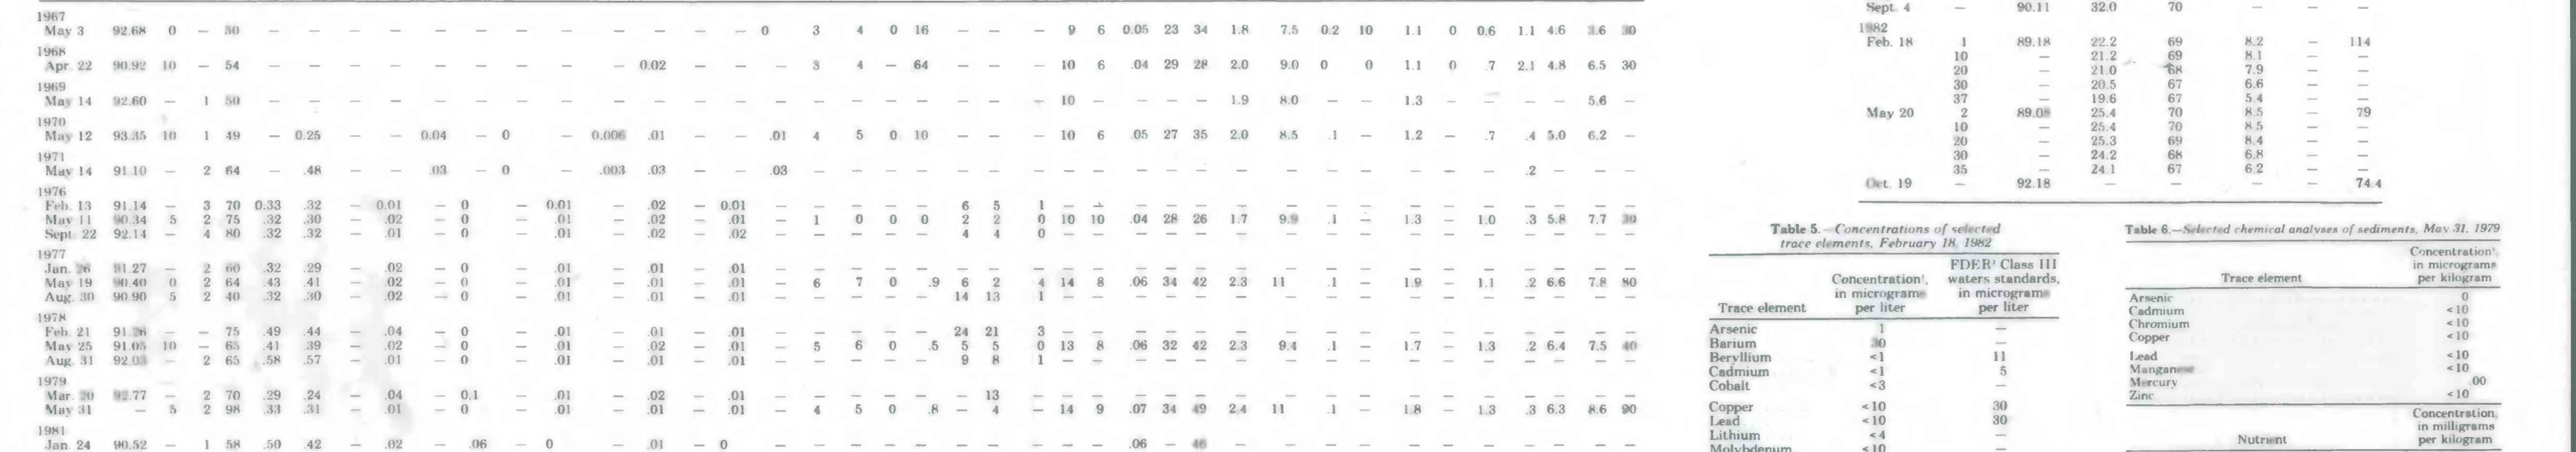 1967
May 3 92.68 0 — 50 — — — — — — — — — — — 0 3 4 0 16 — — — 9 6 0.05 23 34 1.8 7.5 0.2 10 1.1 0 0.6 1.1 4.6 3.6 30
1968
Apr. 22 90.92 10 — 54 — — — — — — — — 0.02 — — — 3 4 — 64 — — — 10 6 .04 29 28 2.0 9.0 0 0 1.1 0 .7 2.1 4.8 6.5 30
1969
May 14 92.60 — 1 50 — — — — — — — — — — — — — — — — — — — 10 — — — — 1.9 8.0 — — 1.3 — — — — 5.6 —
1970
May 12 93.35 10 1 49 — 0.25 — — 0.04 — 0 — 0.006 .01 — — .01 4 5 0 10 — — — 10 6 .05 27 35 2.0 8.5 .1 — 1.2 — .7 .4 5.0 6.2 —
1971
May 14 91.10 — 2 64 — .48 — — .03 — 0 — .003 .03 — — .03 — — — — — — — — — — — — — — — — — — — .2 — — —
1976
Feb. 13 91.14 — 3 70 0.33 .32 — 0.01 — 0 — 0.01 — .02 — 0.01 — — — — — 6 5 1 — — — — — — — — — — — — — — — —
May 11 90.34 5 2 75 .32 .30 — .02 — 0 — .01 — .02 — .01 — 1 0 0 0 2 2 0 10 10 .04 28 26 1.7 9.9 .1 — 1.3 — 1.0 .3 5.8 7.7 30
Sept. 22 92.14 — 4 80 .32 .32 — .01 — 0 — .01 — .02 — .02 — — — — — 4 4 0 — — — — — — — — — — — — — — — —
1977
Jan. 26 91.27 — 2 60 .32 .29 — .02 — 0 — .01 — .01 — .01 — — — — — — — — — — — — — — — — — — — — — — — —
May 19 90.40 0 2 64 .43 .41 — .02 — 0 — .01 — .01 — .01 — 6 7 0 .9 6 2 4 14 8 .06 34 42 2.3 11 .1 — 1.9 — 1.1 .2 6.6 7.8 80
Aug. 30 90.90 5 2 40 .32 .30 — .02 — 0 — .01 — .01 — .01 — — — — — 14 13 1 — — — — — — — — — — — — — — — —
1978
Feb. 21 91.26 — — 75 .49 .44 — .04 — 0 — .01 — .01 — .01 — — — — — 24 21 3 — — — — — — — — — — — — — — — —
May 25 91.05 10 — 65 .41 .39 — .02 — 0 — .01 — .02 — .01 — 5 6 0 .5 5 5 0 13 8 .06 32 42 2.3 9.4 .1 — 1.7 — 1.3 .2 6.4 7.5 40
Aug. 31 92.03 — 2 65 .58 .57 — .01 — 0 — .01 — .01 — .01 — — — — — 9 8 1 — — — — — — — — — — — — — — — —
1979
Mar. 20 92.77 — 2 70 .29 .24 — .04 — 0.1 — .01 — .02 — .01 — — — — — — 13 — — — — — — — — — — — — — — — — —
May 31 — 5 2 98 .33 .31 — .01 — 0 — .01 — .01 — .01 — 4 5 0 .8 — 4 — 14 9 .07 34 49 2.4 11 .1 — 1.8 — 1.3 .3 6.3 8.6 90
1981
Jan. 24 90.52 — 1 58 .50 .42 — .02 — .06 — 0 — .01 — 0 — — — — — — — — — — .06 — 46 — — — — — — — — — — —
Sept. 4 — 90.11 32.0 70 — — —
1982
Feb. 18 1 89.18 22.2 69 8.2 — 114
10 — 21.2 69 8.1 — —
20 — 21.0 68 7.9 — —
30 — 20.5 67 6.6 — —
37 — 19.6 67 5.4 — —
May 20 2 89.08 25.4 70 8.5 — 79
10 — 25.4 70 8.5 — —
20 — 25.3 69 8.4 — —
30 — 24.2 68 6.8 — —
35 — 24.1 67 6.2 — —
Oct. 19 — 92.18 — — — — 74.4
Table 5.—Concentrations of selected
trace elements, February 18, 1982
Trace element Concentration¹, in micrograms per liter FDER² Class III waters standards, in micrograms per liter
Arsenic 1 —
Barium 30 —
Beryllium <1 11
Cadmium <1 5
Cobalt <3 —
Copper <10 30
Lead <10 30
Lithium <4 —
Molybdenum <10 —
Table 6.—Selected chemical analyses of sediments, May 31, 1979
Trace element Concentration¹, in micrograms per kilogram
Arsenic 0
Cadmium <10
Chromium <10
Copper <10
Lead <10
Manganese <10
Mercury .00
Zinc <10
Nutrient Concentration, in milligrams per kilogram